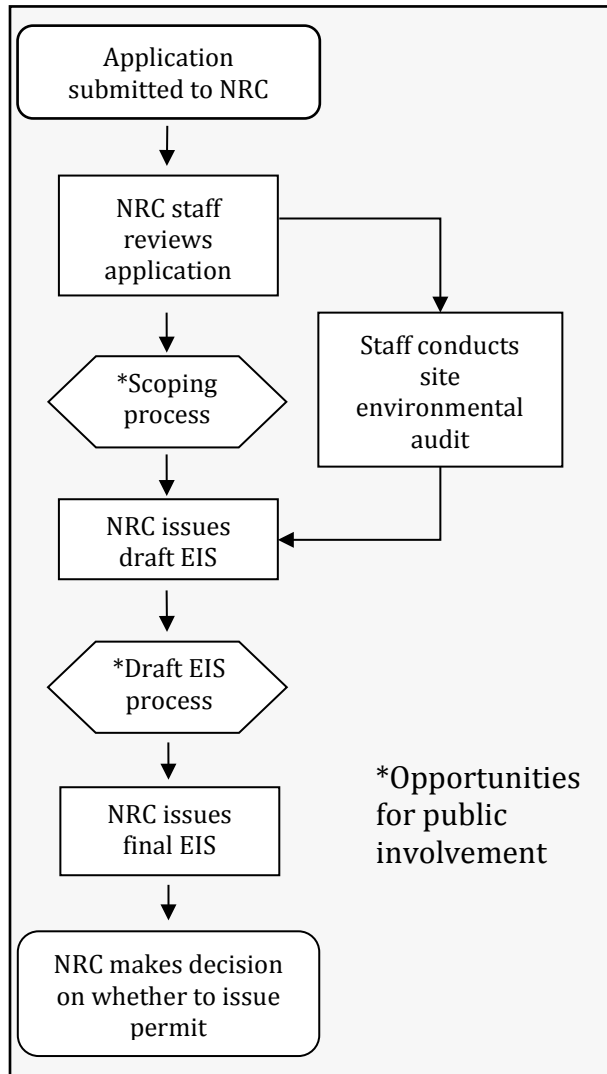 Application
submitted to NRC
NRC staff
reviews
application
*Scoping
process
Staff conducts
site
environmental
audit
NRC issues
draft EIS
*Draft EIS
process
NRC issues
final EIS
*Opportunities
for public
involvement
NRC makes decision
on whether to issue
permit